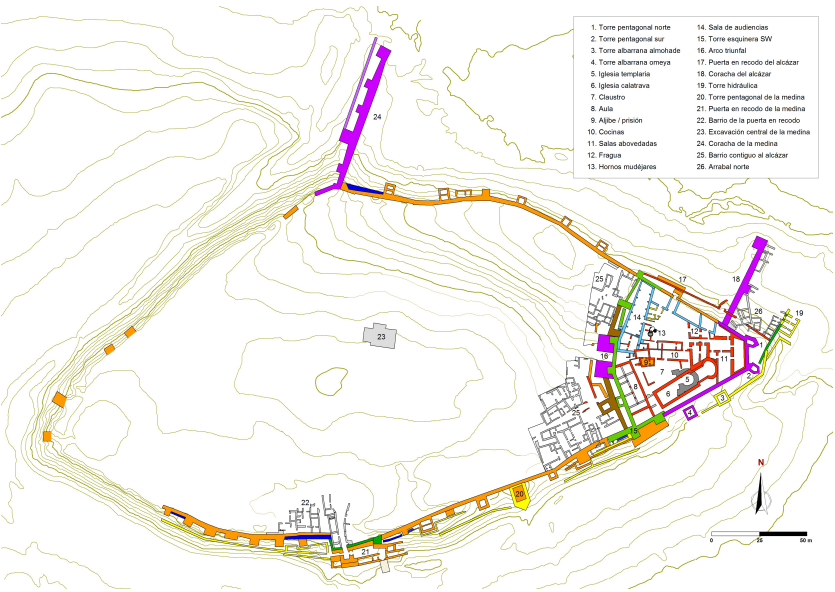 1. Torre pentagonal norte
2. Torre pentagonal sur
3. Torre albarrana almohade
4. Torre albarrana omeya
5. Iglesia templaria
6. Iglesia calatrava
7. Claustro
8. Aula
9. Aljibe / prisión
10. Cocinas
11. Salas abovedadas
12. Fragua
13. Hornos mudéjares
14. Sala de audiencias
15. Torre esquinera SW
16. Arco triunfal
17. Puerta en recodo del alcázar
18. Coracha del alcázar
19. Torre hidráulica
20. Torre pentagonal de la medina
21. Puerta en recodo de la medina
22. Barrio de la puerta en recodo
23. Excavación central de la medina
24. Coracha de la medina
25. Barrio contiguo al alcázar
26. Arrabal norte
24
25
17
18
26
19
14
13
12
1
23
16
10
11
9
7
5
2
8
6
3
25
4
15
N
20
22
21
0 25 50 m